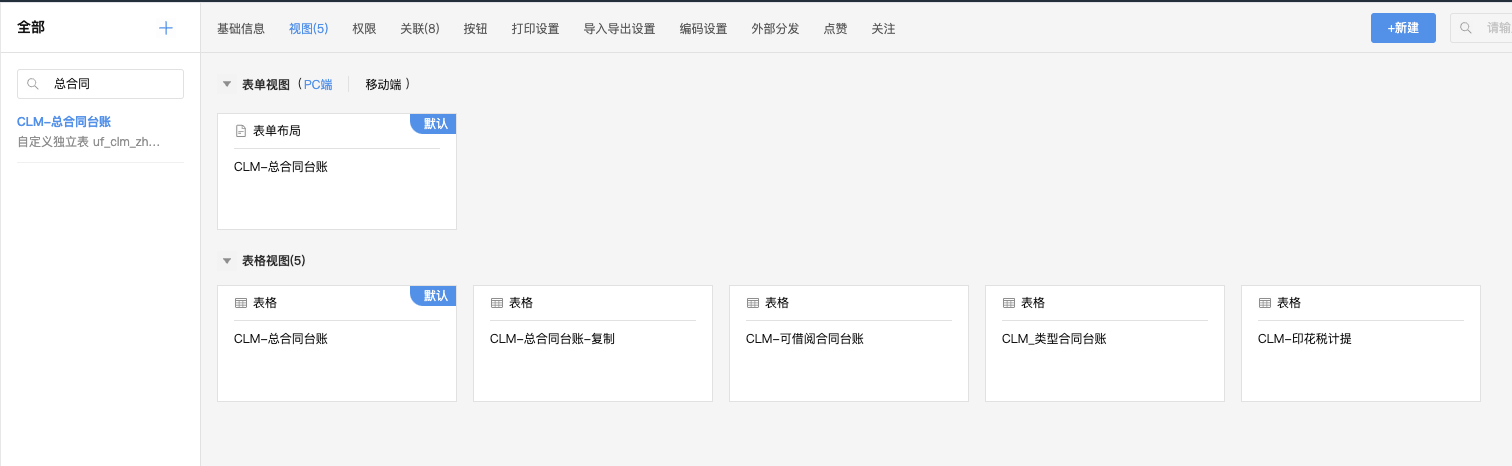 全部
总合同
CLM-总合同台账
自定义独立表 uf_clm_zh...
基础信息 视图(5) 权限 关联(8) 按钮 打印设置 导入导出设置 编码设置 外部分发 点赞 关注 +新建 请输
表单视图 (PC端 移动端 )
表单布局 默认
CLM-总合同台账
表格视图(5)
表格 默认
CLM-总合同台账
表格
CLM-总合同台账-复制
表格
CLM-可借阅合同台账
表格
CLM_类型合同台账
表格
CLM-印花税计提